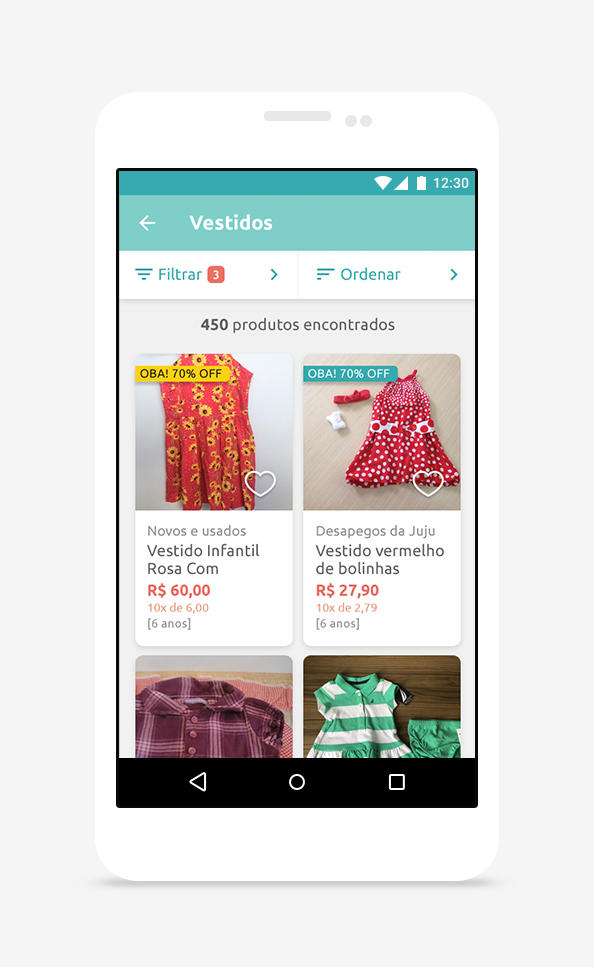 12:30
Vestidos
Filtrar 3
Ordenar
450 produtos encontrados
OBA! 70% OFF
OBA! 70% OFF
Novos e usados
Vestido Infantil
Rosa Com
R$ 60,00
10x de 6,00
[6 anos]
Desapegos da Juju
Vestido vermelho
de bolinhas
R$ 27,90
10x de 2,79
[6 anos]